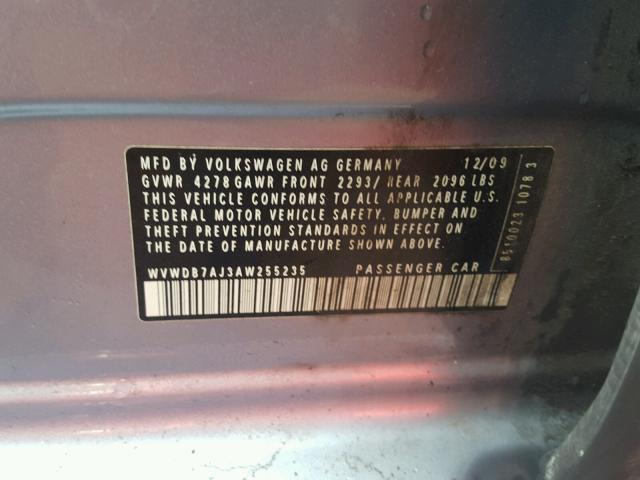 MFD BY VOLKSWAGEN AG GERMANY 12/09
GVWR 4278 GAWR FRONT 2293/ REAR 2096 LBS
THIS VEHICLE CONFORMS TO ALL APPLICABLE U.S.
FEDERAL MOTOR VEHICLE SAFETY, BUMPER AND
THEFT PREVENTION STANDARDS IN EFFECT ON
THE DATE OF MANUFACTURE SHOWN ABOVE.
WVWDB7AJ3AW255235 PASSENGER CAR
1078 3